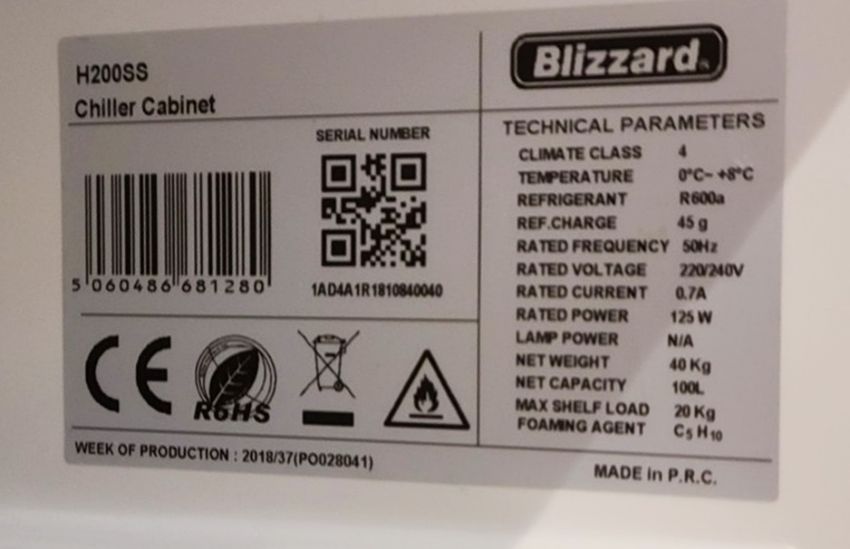 H200SS
Chiller Cabinet
Blizzard
SERIAL NUMBER
5 060486 681280
1AD4A1R1810840040
CE
RoHS
WEEK OF PRODUCTION : 2018/37(PO028041)
TECHNICAL PARAMETERS
CLIMATE CLASS 4
TEMPERATURE 0°C~ +8°C
REFRIGERANT R600a
REF.CHARGE 45 g
RATED FREQUENCY 50Hz
RATED VOLTAGE 220/240V
RATED CURRENT 0.7A
RATED POWER 125 W
LAMP POWER N/A
NET WEIGHT 40 Kg
NET CAPACITY 100L
MAX SHELF LOAD 20 Kg
FOAMING AGENT C5 H10
MADE in P.R.C.